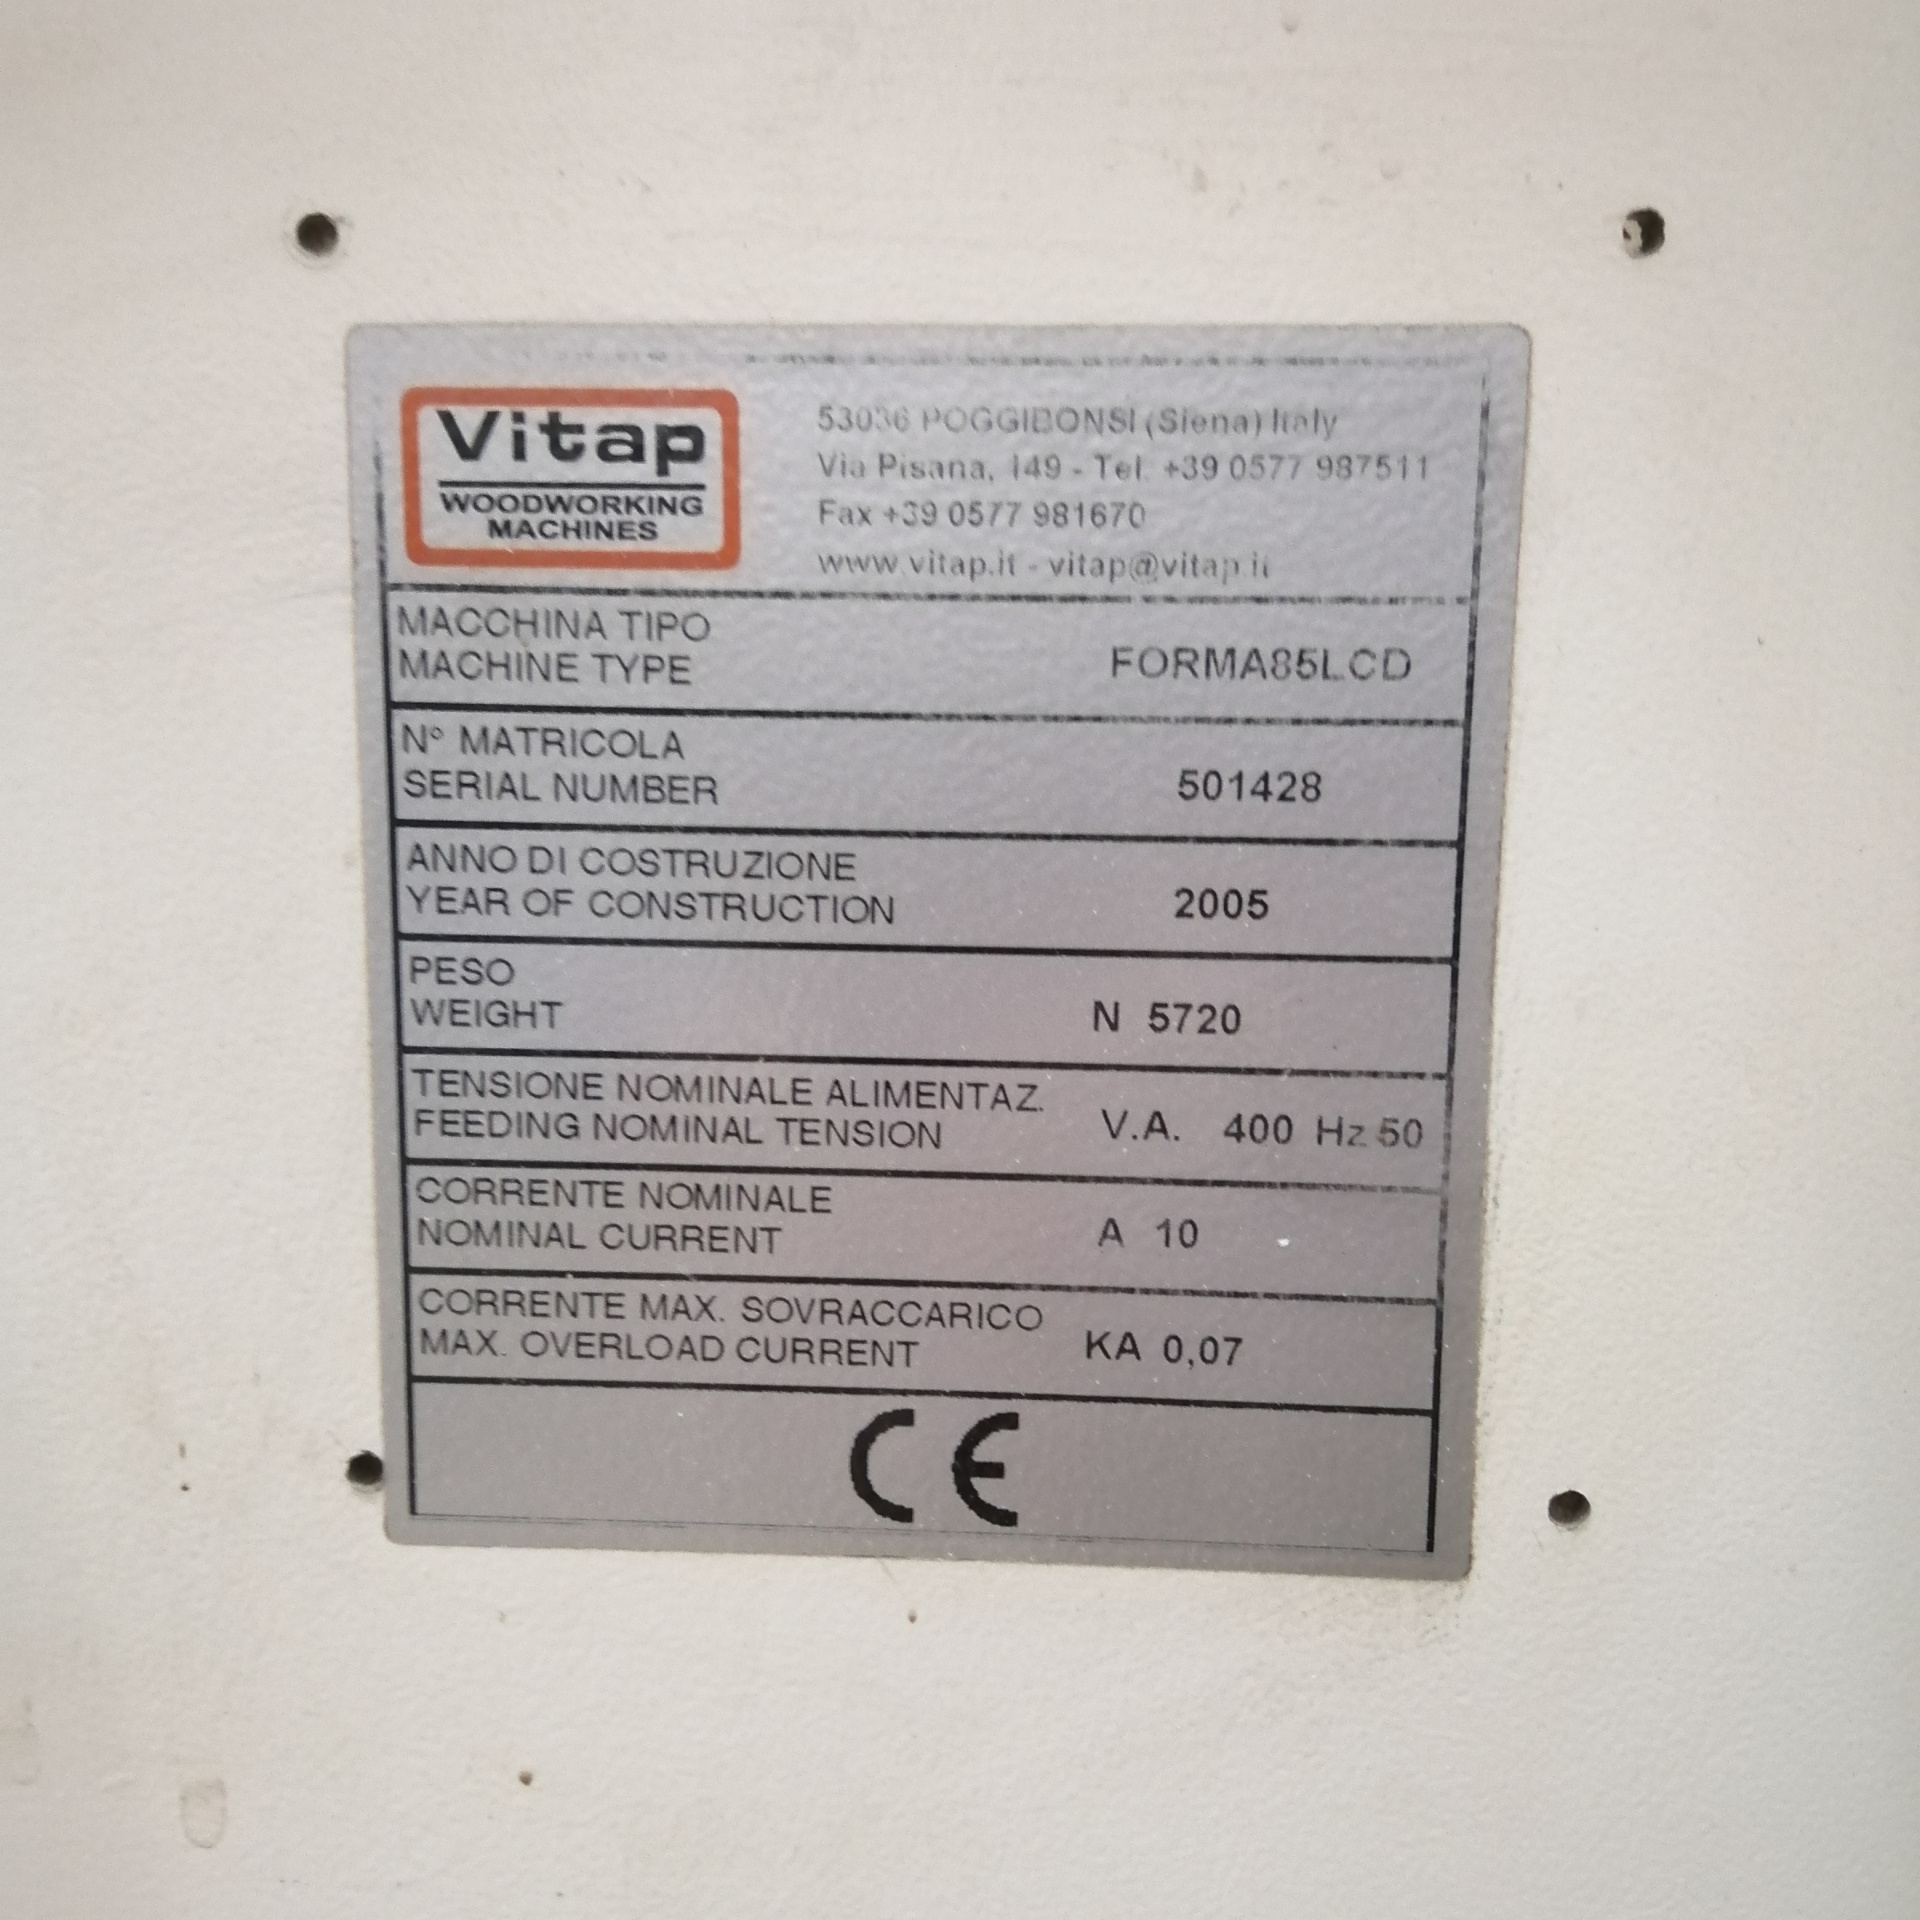 Vitap
WOODWORKING
MACHINES
53036 POGGIBONSI (Siena) Italy
Via Pisana, 149 - Tel. +39 0577 987511
Fax +39 0577 981670
www.vitap.it - vitap@vitap.it
MACCHINA TIPO
MACHINE TYPE
FORMA85LCD
N° MATRICOLA
SERIAL NUMBER
501428
ANNO DI COSTRUZIONE
YEAR OF CONSTRUCTION
2005
PESO
WEIGHT
N 5720
TENSIONE NOMINALE ALIMENTAZ.
FEEDING NOMINAL TENSION
V.A. 400 Hz 50
CORRENTE NOMINALE
NOMINAL CURRENT
A 10
CORRENTE MAX. SOVRACCARICO
MAX. OVERLOAD CURRENT
KA 0,07
CE